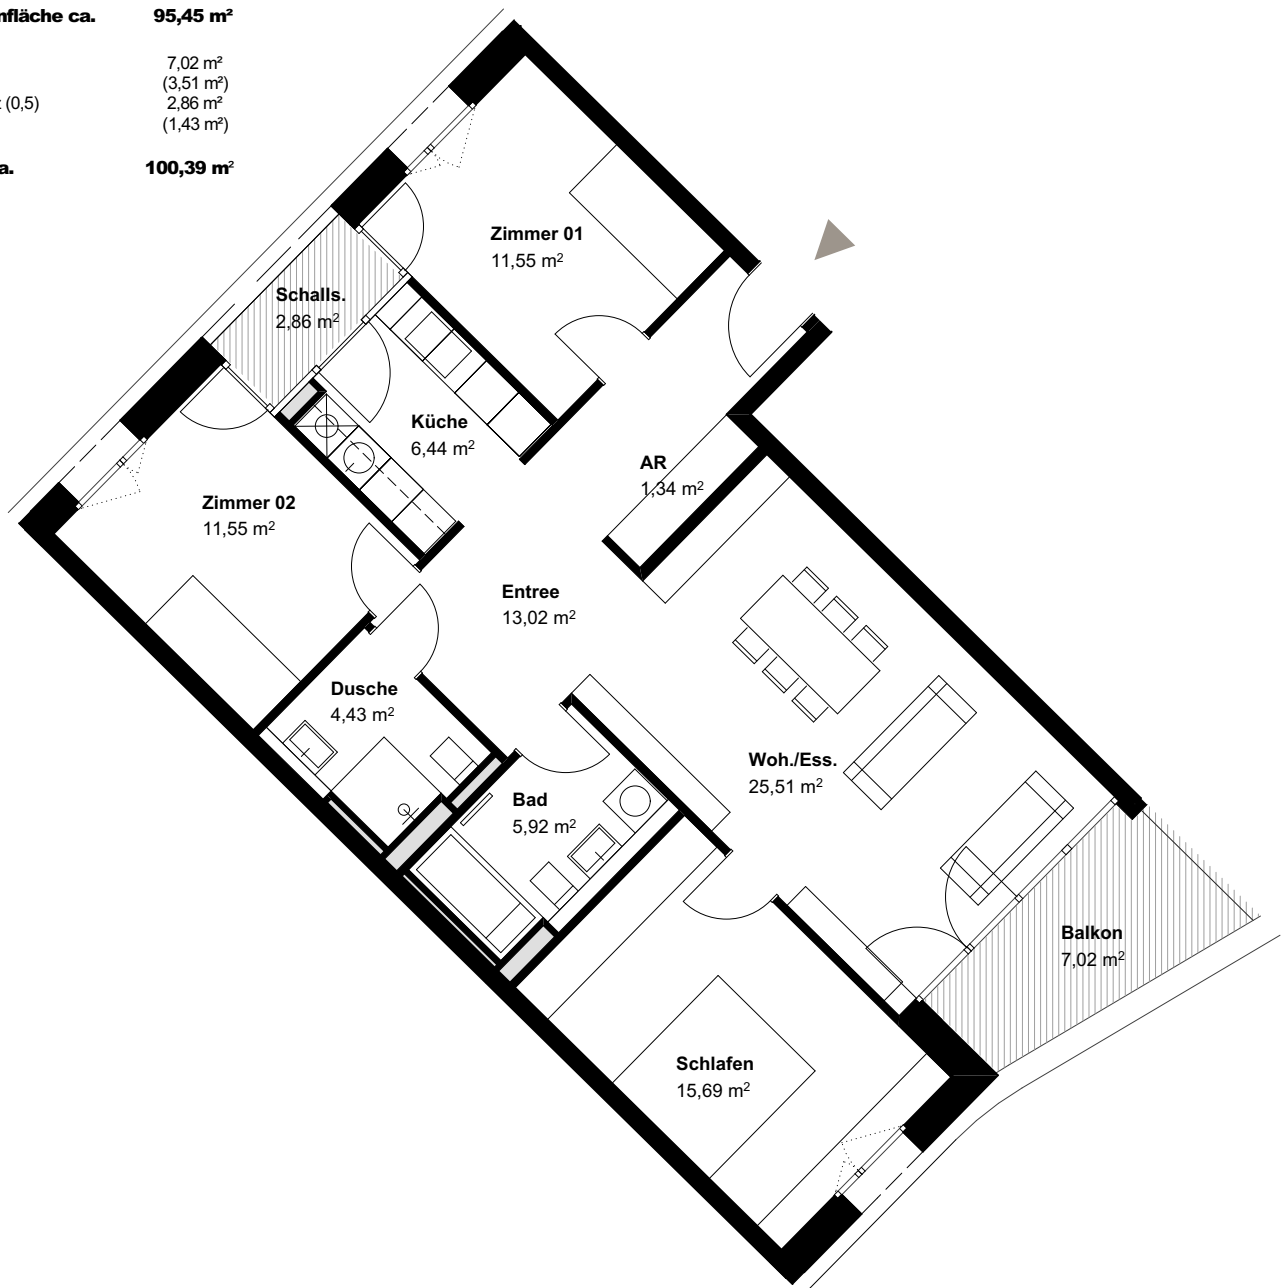 nfläche ca. 95,45 m²
7,02 m²
(3,51 m²)
(0,5) 2,86 m²
(1,43 m²)
a. 100,39 m²
Zimmer 01
11,55 m²
Schalls.
2,86 m²
Küche
6,44 m²
AR
1,34 m²
Zimmer 02
11,55 m²
Entree
13,02 m²
Dusche
4,43 m²
Woh./Ess.
25,51 m²
Bad
5,92 m²
Balkon
7,02 m²
Schlafen
15,69 m²